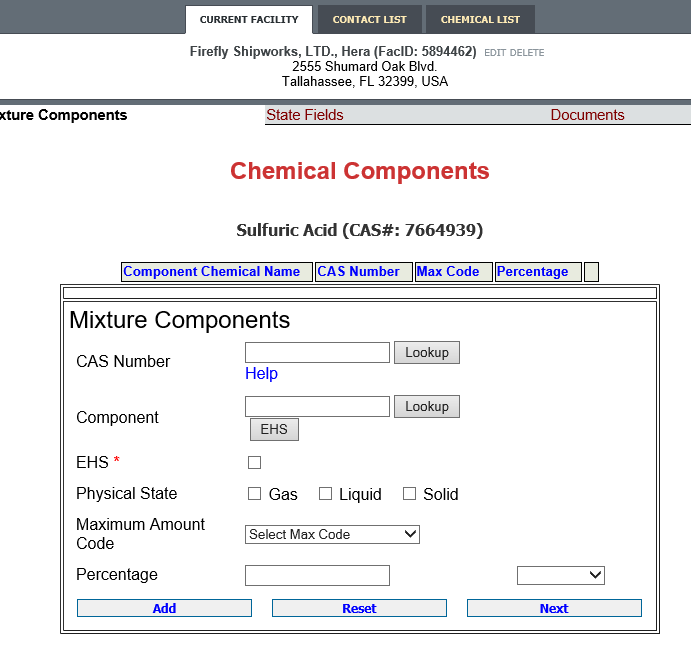 CURRENT FACILITY CONTACT LIST CHEMICAL LIST
Firefly Shipworks, LTD., Hera (FacID: 5894462) EDIT DELETE
2555 Shumard Oak Blvd.
Tallahassee, FL 32399, USA
xture Components State Fields Documents
Chemical Components
Sulfuric Acid (CAS#: 7664939)
Component Chemical Name CAS Number Max Code Percentage
Mixture Components
CAS Number Lookup
Help
Component Lookup
EHS
EHS *
Physical State Gas Liquid Solid
Maximum Amount Code Select Max Code
Percentage
Add Reset Next